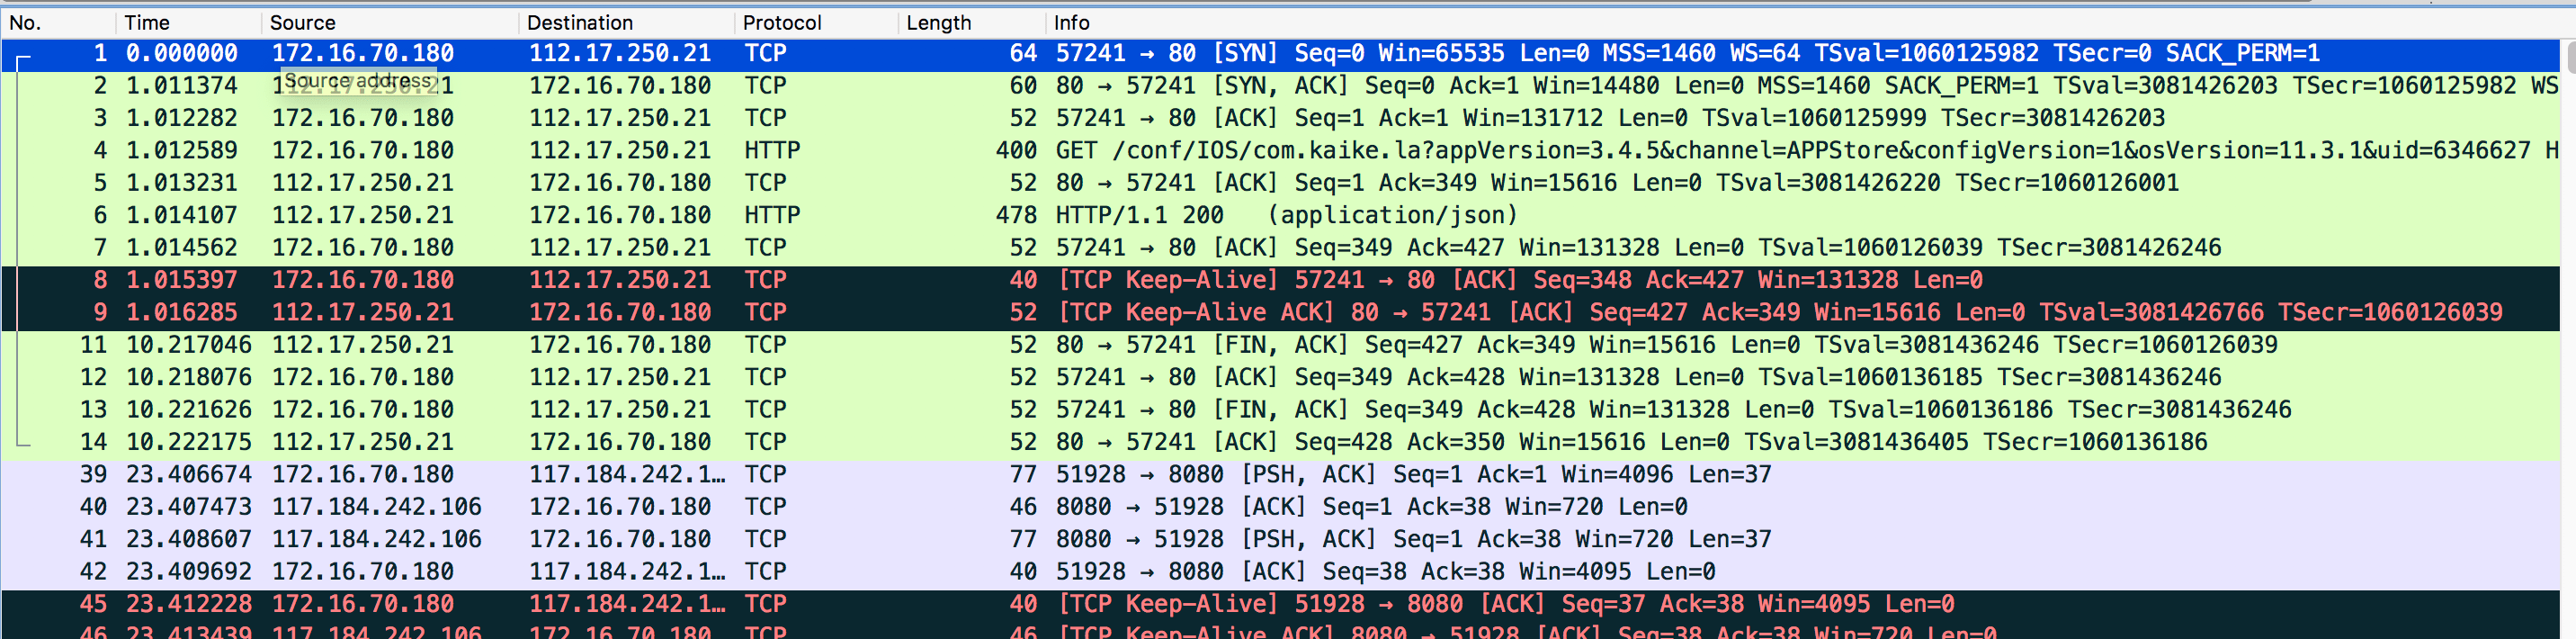 No. Time Source Destination Protocol Length Info
1 0.000000 172.16.70.180 112.17.250.21 TCP 64 57241 → 80 [SYN] Seq=0 Win=65535 Len=0 MSS=1460 WS=64 TSval=1060125982 TSecr=0 SACK_PERM=1
Source address
2 1.011374 112.17.250.21 172.16.70.180 TCP 60 80 → 57241 [SYN, ACK] Seq=0 Ack=1 Win=14480 Len=0 MSS=1460 SACK_PERM=1 TSval=3081426203 TSecr=1060125982 WS
3 1.012282 172.16.70.180 112.17.250.21 TCP 52 57241 → 80 [ACK] Seq=1 Ack=1 Win=131712 Len=0 TSval=1060125999 TSecr=3081426203
4 1.012589 172.16.70.180 112.17.250.21 HTTP 400 GET /conf/IOS/com.kaike.la?appVersion=3.4.5&channel=APPStore&configVersion=1&osVersion=11.3.1&uid=6346627 H
5 1.013231 112.17.250.21 172.16.70.180 TCP 52 80 → 57241 [ACK] Seq=1 Ack=349 Win=15616 Len=0 TSval=3081426220 TSecr=1060126001
6 1.014107 112.17.250.21 172.16.70.180 HTTP 478 HTTP/1.1 200 (application/json)
7 1.014562 172.16.70.180 112.17.250.21 TCP 52 57241 → 80 [ACK] Seq=349 Ack=427 Win=131328 Len=0 TSval=1060126039 TSecr=3081426246
8 1.015397 172.16.70.180 112.17.250.21 TCP 40 [TCP Keep-Alive] 57241 → 80 [ACK] Seq=348 Ack=427 Win=131328 Len=0
9 1.016285 112.17.250.21 172.16.70.180 TCP 52 [TCP Keep-Alive ACK] 80 → 57241 [ACK] Seq=427 Ack=349 Win=15616 Len=0 TSval=3081426766 TSecr=1060126039
11 10.217046 112.17.250.21 172.16.70.180 TCP 52 80 → 57241 [FIN, ACK] Seq=427 Ack=349 Win=15616 Len=0 TSval=3081436246 TSecr=1060126039
12 10.218076 172.16.70.180 112.17.250.21 TCP 52 57241 → 80 [ACK] Seq=349 Ack=428 Win=131328 Len=0 TSval=1060136185 TSecr=3081436246
13 10.221626 172.16.70.180 112.17.250.21 TCP 52 57241 → 80 [FIN, ACK] Seq=349 Ack=428 Win=131328 Len=0 TSval=1060136186 TSecr=3081436246
14 10.222175 112.17.250.21 172.16.70.180 TCP 52 80 → 57241 [ACK] Seq=428 Ack=350 Win=15616 Len=0 TSval=3081436405 TSecr=1060136186
39 23.406674 172.16.70.180 117.184.242.1… TCP 77 51928 → 8080 [PSH, ACK] Seq=1 Ack=1 Win=4096 Len=37
40 23.407473 117.184.242.106 172.16.70.180 TCP 46 8080 → 51928 [ACK] Seq=1 Ack=38 Win=720 Len=0
41 23.408607 117.184.242.106 172.16.70.180 TCP 77 8080 → 51928 [PSH, ACK] Seq=1 Ack=38 Win=720 Len=37
42 23.409692 172.16.70.180 117.184.242.1… TCP 40 51928 → 8080 [ACK] Seq=38 Ack=38 Win=4095 Len=0
45 23.412228 172.16.70.180 117.184.242.1… TCP 40 [TCP Keep-Alive] 51928 → 8080 [ACK] Seq=37 Ack=38 Win=4095 Len=0
46 23.413439 117.184.242.106 172.16.70.180 TCP 46 [TCP Keep-Alive ACK] 8080 → 51928 [ACK] Seq=38 Ack=38 Win=720 Len=0